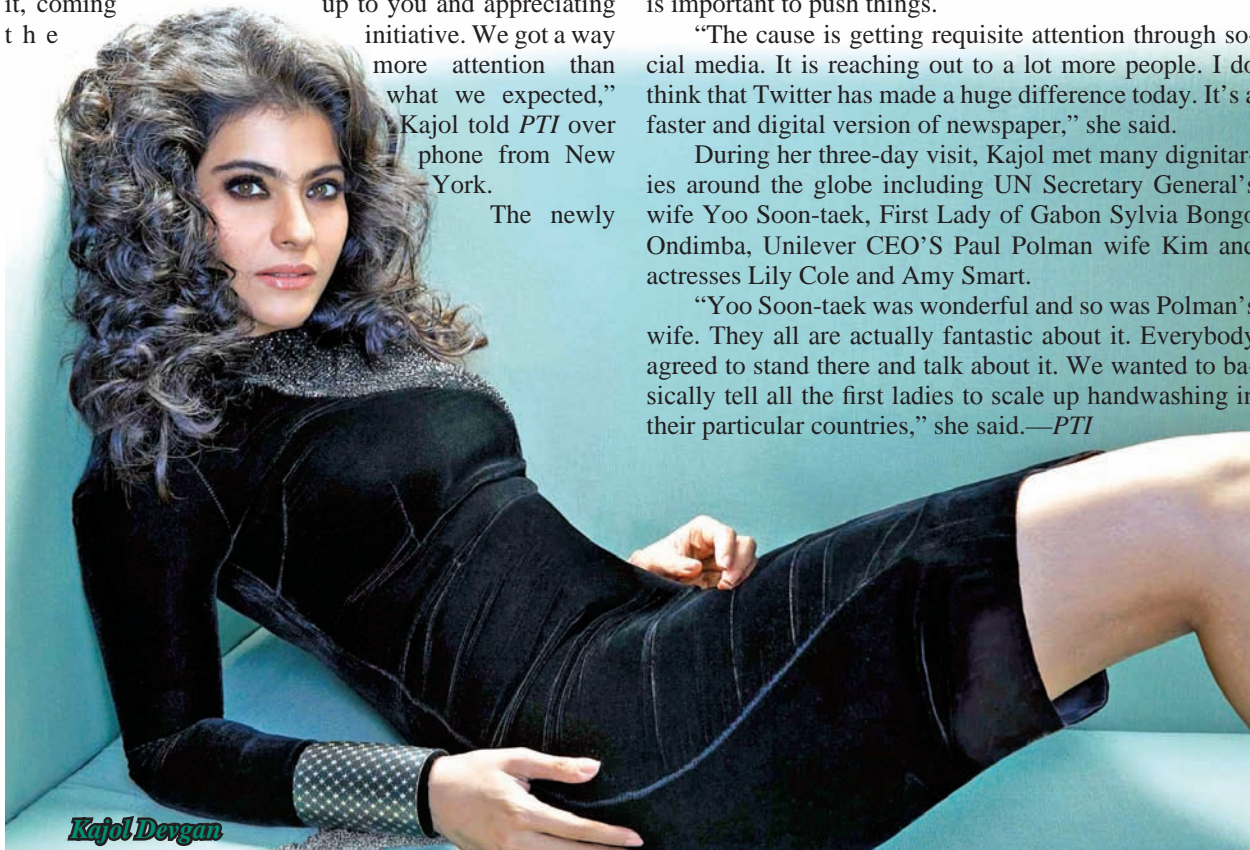 it, coming up to you and appreciating
the initiative. We got a way
more attention than
what we expected,”
Kajol told PTI over
phone from New
York.
The newly
is important to push things.
“The cause is getting requisite attention through so-
cial media. It is reaching out to a lot more people. I do
think that Twitter has made a huge difference today. It’s a
faster and digital version of newspaper,” she said.
During her three-day visit, Kajol met many dignitar-
ies around the globe including UN Secretary General’s
wife Yoo Soon-taek, First Lady of Gabon Sylvia Bongo
Ondimba, Unilever CEO’S Paul Polman wife Kim and
actresses Lily Cole and Amy Smart.
“Yoo Soon-taek was wonderful and so was Polman’s
wife. They all are actually fantastic about it. Everybody
agreed to stand there and talk about it. We wanted to ba-
sically tell all the first ladies to scale up handwashing in
their particular countries,” she said.—PTI
Kajol Devgan